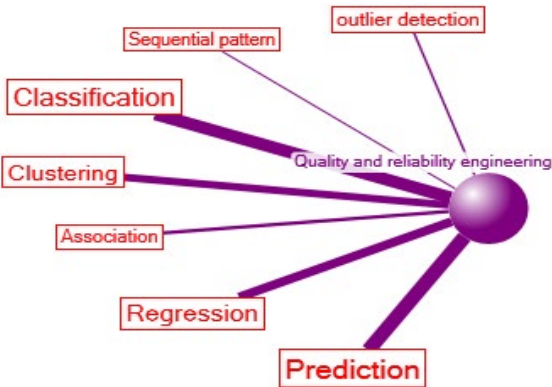 outlier detection
Sequential pattern
Classification
Quality and reliability engineering
Clustering
Association
Regression
Prediction